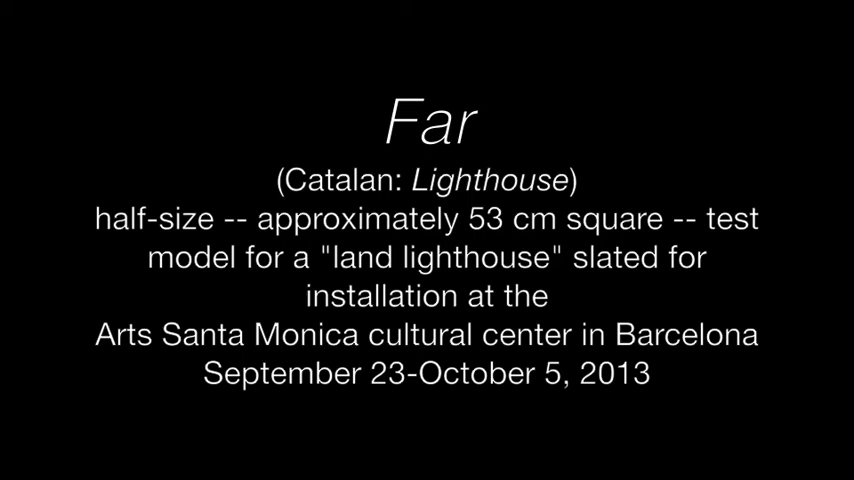 Far
(Catalan: Lighthouse)
half-size -- approximately 53 cm square -- test
model for a "land lighthouse" slated for
installation at the
Arts Santa Monica cultural center in Barcelona
September 23-October 5, 2013